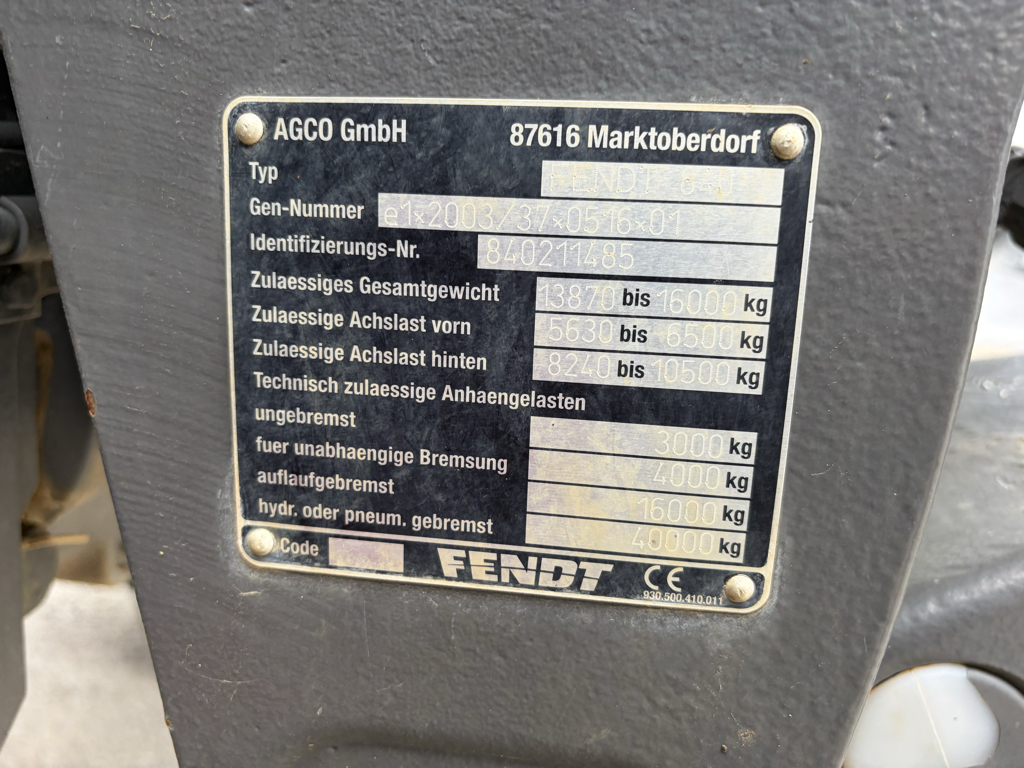 AGCO GmbH 87616 Marktoberdorf
Typ FENDT 840
Gen-Nummer e1*2003/37*0516*01
Identifizierungs-Nr. 840211485
Zulaessiges Gesamtgewicht 13870 bis 16000 kg
Zulaessige Achslast vorn 5630 bis 6500 kg
Zulaessige Achslast hinten 8240 bis 10500 kg
Technisch zulaessige Anhaengelasten
ungebremst 3000 kg
fuer unabhaengige Bremsung 4000 kg
auflaufgebremst 16000 kg
hydr. oder pneum. gebremst 40000 kg
Code FENDT CE
930.500.410.011